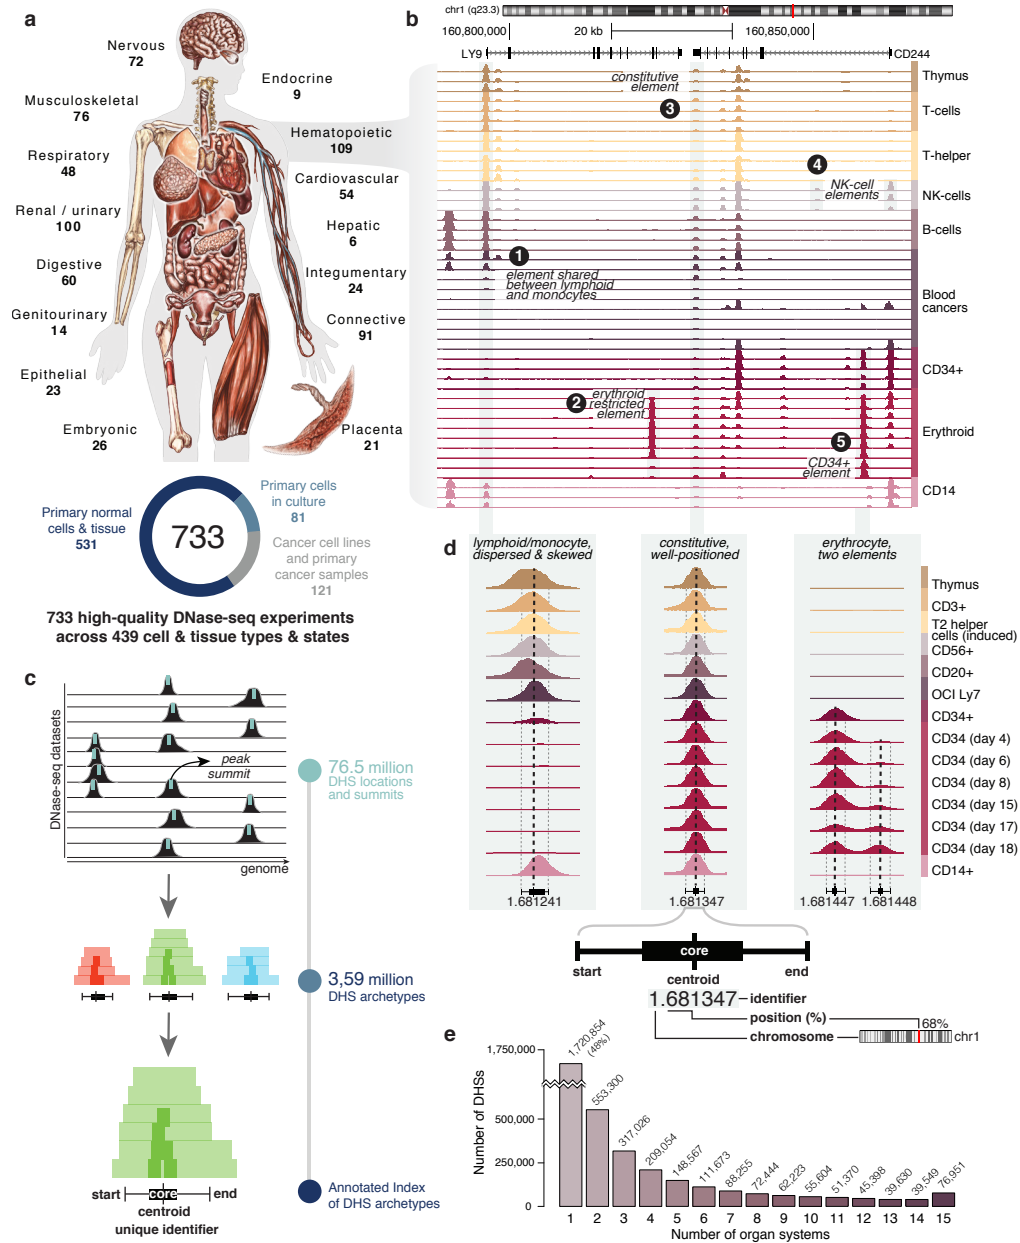 a
Nervous
72
Endocrine
9
Musculoskeletal
76
Hematopoietic
109
Respiratory
48
Cardiovascular
54
Renal / urinary
100
Hepatic
6
Digestive
60
Integumentary
24
Genitourinary
14
Connective
91
Epithelial
23
Embryonic
26
Placenta
21
Primary normal
cells & tissue
531
733
Primary cells
in culture
81
Cancer cell lines
and primary
cancer samples
121
733 high-quality DNase-seq experiments
across 439 cell & tissue types & states
b
chr1 (q23.3)
160,800,000
20 kb
160,850,000
LY9
CD244
constitutive
element
3
Thymus
T-cells
T-helper
4
NK-cell
elements
NK-cells
B-cells
1
element shared
between lymphoid
and monocytes
Blood
cancers
CD34+
2
erythroid
restricted
element
Erythroid
5
CD34+
element
CD14
c
DNase-seq datasets
peak
summit
genome
76.5 million
DHS locations
and summits
3,59 million
DHS archetypes
start
core
end
centroid
unique identifier
Annotated Index
of DHS archetypes
d
lymphoid/monocyte,
dispersed & skewed
constitutive,
well-positioned
erythrocyte,
two elements
Thymus
CD3+
T2 helper
cells (induced)
CD56+
CD20+
OCI Ly7
CD34+
CD34 (day 4)
CD34 (day 6)
CD34 (day 8)
CD34 (day 15)
CD34 (day 17)
CD34 (day 18)
CD14+
1.681241
1.681347
1.681447
1.681448
core
start
centroid
end
1.681347
identifier
position (%)
chromosome
68%
chr1
e
Number of DHSs
1,750,000
500,000
250,000
0
1,720,854
(48%)
553,300
317,026
209,054
148,567
111,673
88,255
72,444
62,223
55,604
51,370
45,398
39,630
39,549
76,951
1 2 3 4 5 6 7 8 9 10 11 12 13 14 15
Number of organ systems